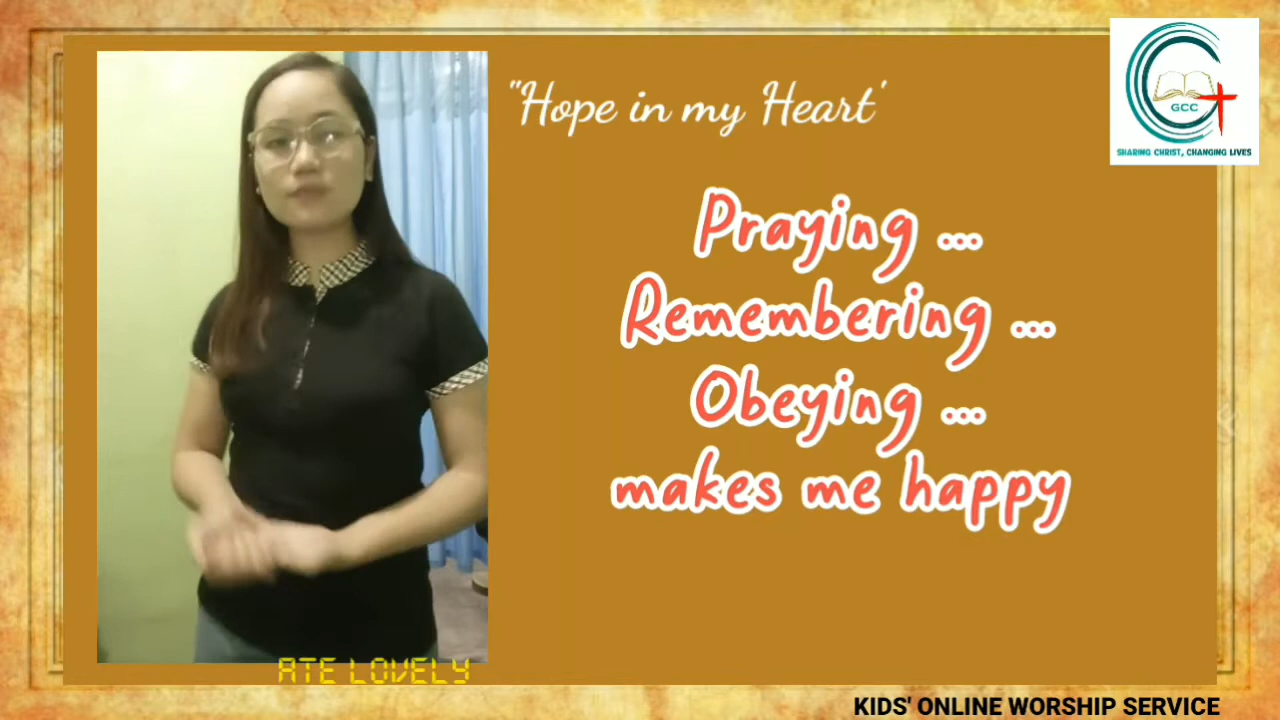 "Hope in my Heart'
GCC
SHARING CHRIST, CHANGING LIVES
Praying ...
Remembering ...
Obeying ...
makes me happy
ATE LOVELY
KIDS' ONLINE WORSHIP SERVICE